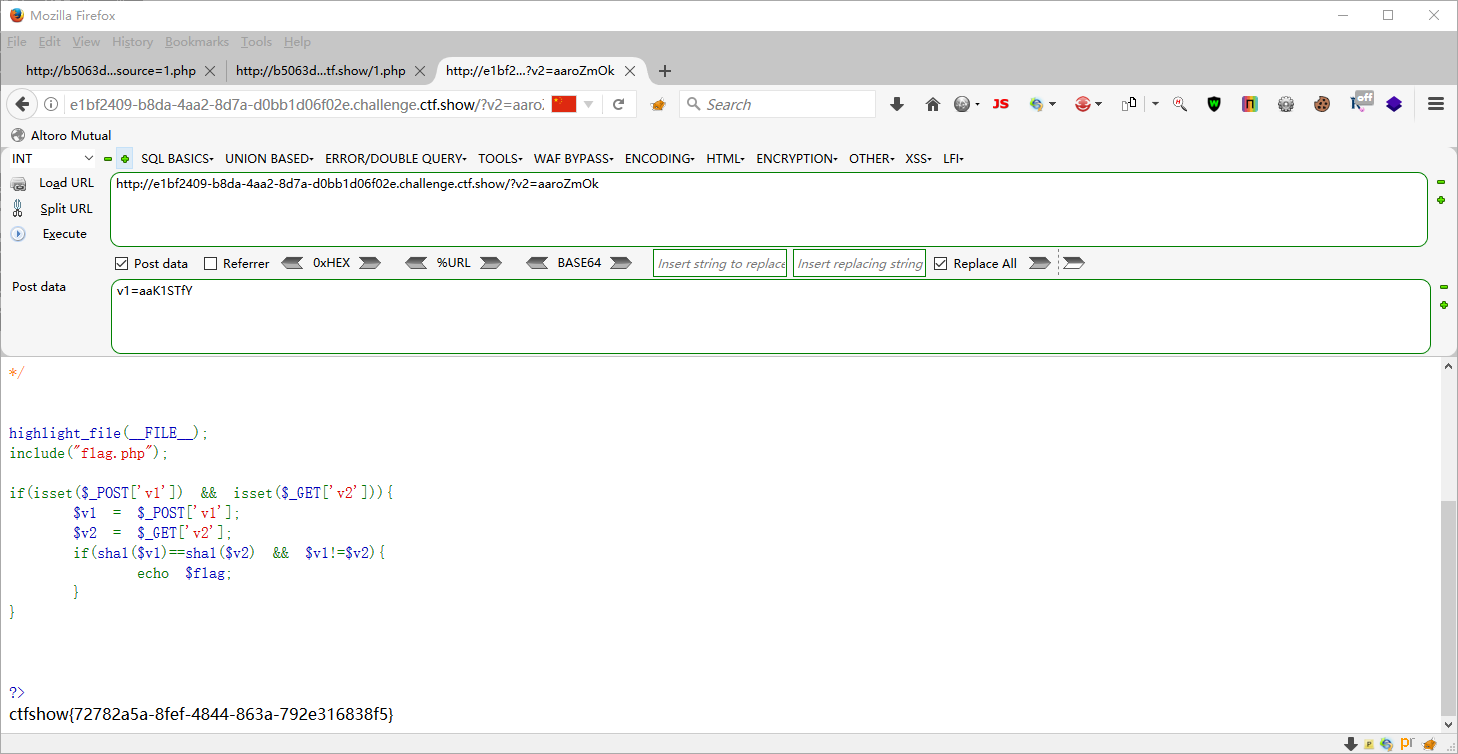 Mozilla Firefox
File Edit View History Bookmarks Tools Help
http://b5063d...source=1.php http://b5063d...tf.show/1.php http://e1bf2...?v2=aaroZmOk
e1bf2409-b8da-4aa2-8d7a-d0bb1d06f02e.challenge.ctf.show/?v2=aaro Search JS off
Altoro Mutual
INT SQL BASICS UNION BASED ERROR/DOUBLE QUERY TOOLS WAF BYPASS ENCODING HTML ENCRYPTION OTHER XSS LFI
Load URL http://e1bf2409-b8da-4aa2-8d7a-d0bb1d06f02e.challenge.ctf.show/?v2=aaroZmOk
Split URL
Execute
Post data Referrer 0xHEX %URL BASE64 Insert string to replace Insert replacing string Replace All
Post data v1=aaK1STfY
*/
highlight_file(__FILE__);
include("flag.php");
if(isset($_POST['v1']) && isset($_GET['v2'])){
$v1 = $_POST['v1'];
$v2 = $_GET['v2'];
if(sha1($v1)==sha1($v2) && $v1!=$v2){
echo $flag;
}
}
?>
ctfshow{72782a5a-8fef-4844-863a-792e316838f5}
pr